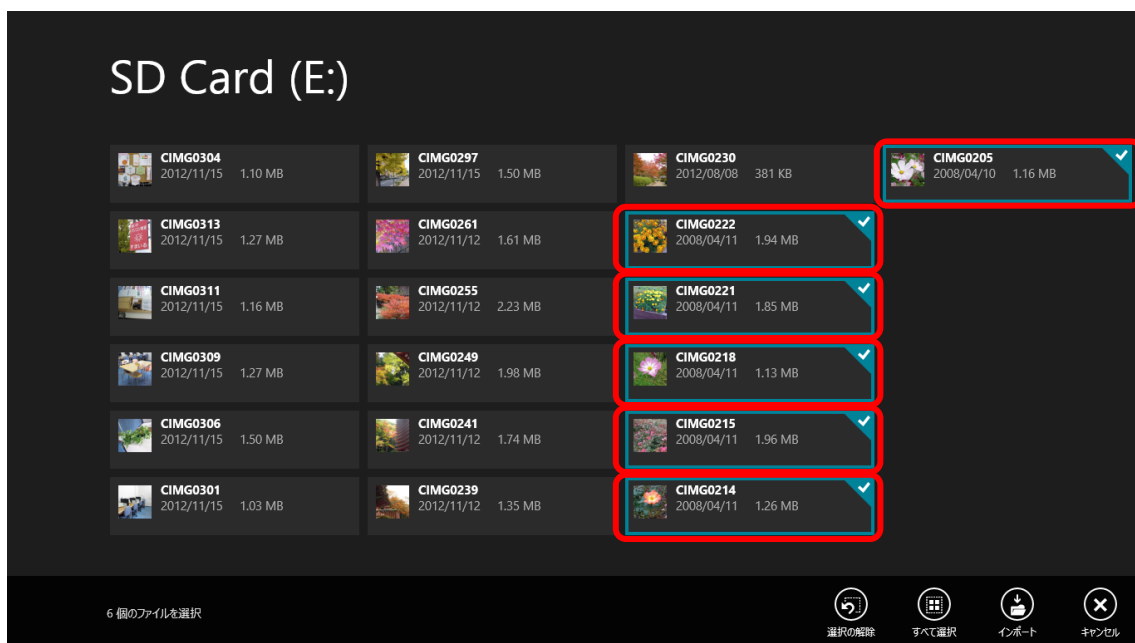 SD Card (E:)
CIMG0304
2012/11/15 1.10 MB
CIMG0313
2012/11/15 1.27 MB
CIMG0311
2012/11/15 1.16 MB
CIMG0309
2012/11/15 1.27 MB
CIMG0306
2012/11/15 1.50 MB
CIMG0301
2012/11/15 1.03 MB
CIMG0297
2012/11/15 1.50 MB
CIMG0261
2012/11/12 1.61 MB
CIMG0255
2012/11/12 2.23 MB
CIMG0249
2012/11/12 1.98 MB
CIMG0241
2012/11/12 1.74 MB
CIMG0239
2012/11/12 1.35 MB
CIMG0230
2012/08/08 381 KB
CIMG0222
2008/04/11 1.94 MB
CIMG0221
2008/04/11 1.85 MB
CIMG0218
2008/04/11 1.13 MB
CIMG0215
2008/04/11 1.96 MB
CIMG0214
2008/04/11 1.26 MB
CIMG0205
2008/04/10 1.16 MB
6 個のファイルを選択
選択の解除
すべて選択
インポート
キャンセル